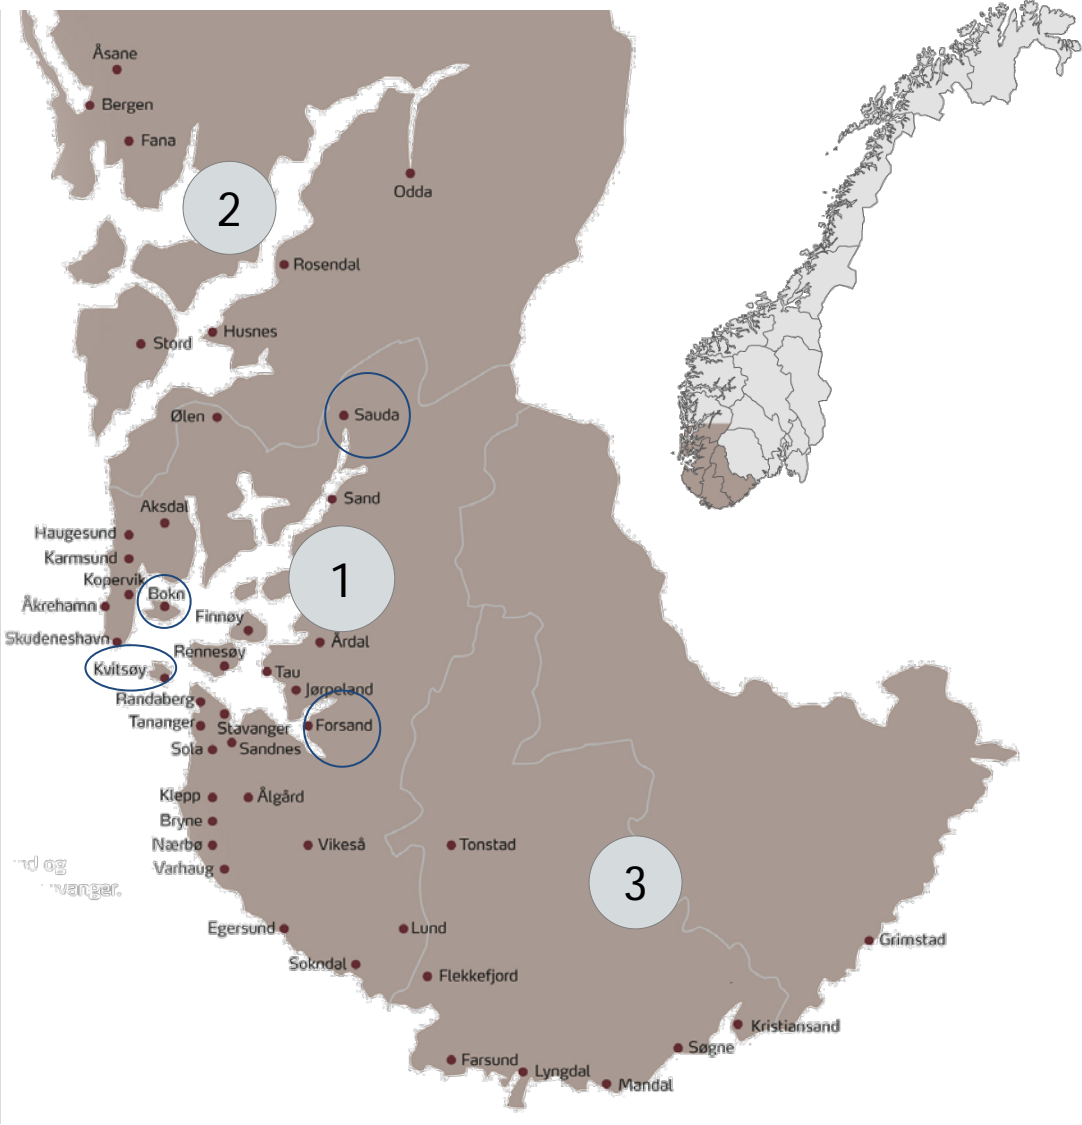 Åsane
Bergen
Fana
2
Odda
Rosendal
Husnes
Stord
Ølen
Sauda
Sand
Aksdal
Haugesund
Karmsund
1
Kopervik
Bokn
Åkrehamn
Finnøy
Skudeneshavn
Årdal
Rennesøy
Kvitsøy
Tau
Jørpeland
Randaberg
Tananger
Stavanger
Forsand
Sola
Sandnes
Klepp
Ålgård
Bryne
Nærbø
Vikeså
Tonstad
og
Varhaug
3
Egersund
Lund
Grimstad
Sokndal
Flekkefjord
Kristiansand
Søgne
Farsund
Lyngdal
Mandal